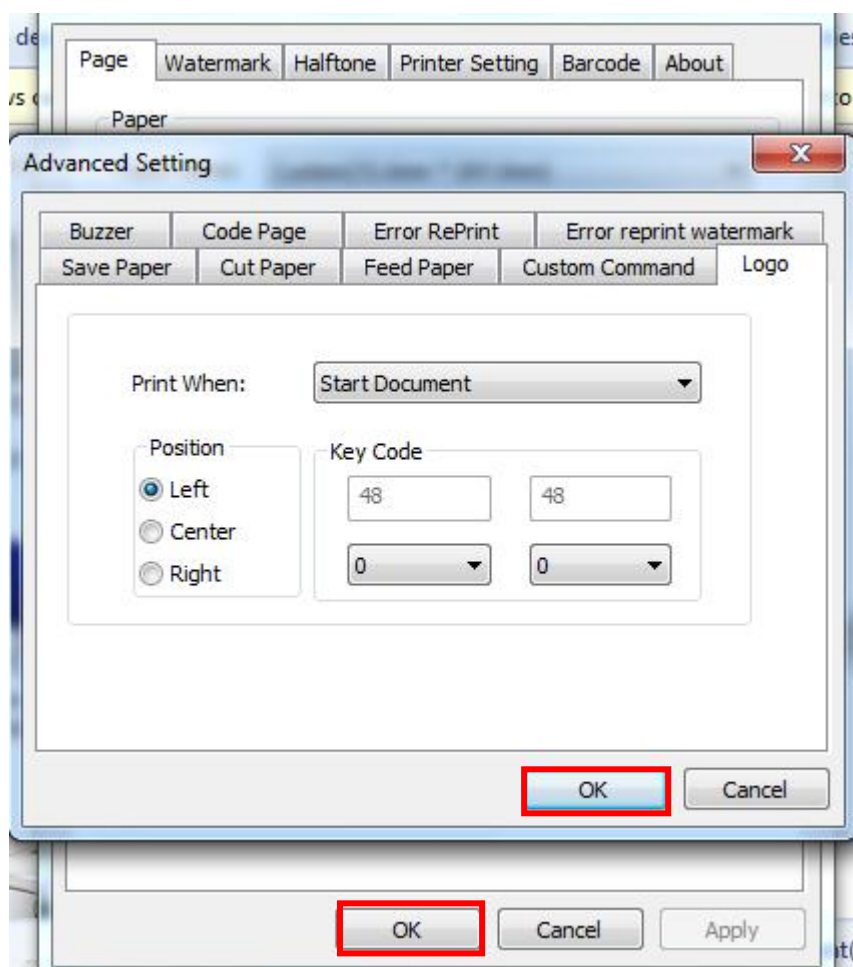 de
Page Watermark Halftone Printer Setting Barcode About
Paper
Advanced Setting
X
Buzzer Code Page Error RePrint Error reprint watermark
Save Paper Cut Paper Feed Paper Custom Command Logo
Print When: Start Document
Position Key Code
Left 48 48
Center
Right 0 0
OK Cancel
OK Cancel Apply